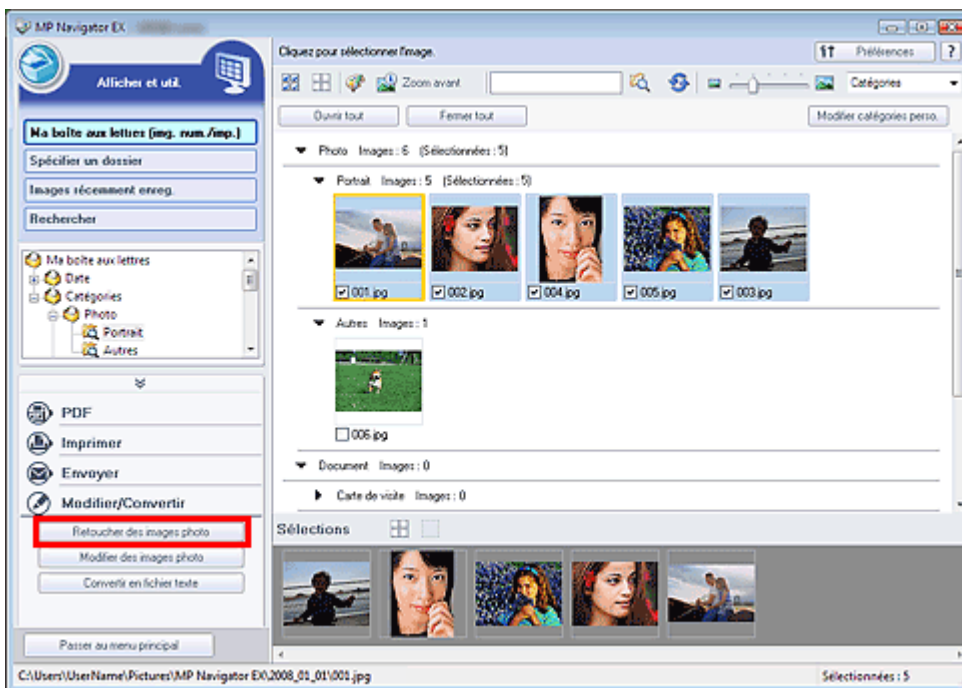 MP Navigator EX
Afficher et util.
Ma boîte aux lettres (img. num./imp.)
Spécifier un dossier
Images récemment enreg.
Rechercher
Ma boîte aux lettres
Date
Catégories
Photo
Portrait
Autres
PDF
Imprimer
Envoyer
Modifier/Convertir
Retoucher des images photo
Modifier des images photo
Convertir en fichier texte
Passer au menu principal
Cliquez pour sélectionner l'image.
Préférences
?
Zoom avant
Catégories
Ouvrir tout
Fermer tout
Modifier catégories perso.
Photo Images : 6 (Sélectionnées : 5)
Portrait Images : 5 (Sélectionnées : 5)
001.jpg
002.jpg
004.jpg
005.jpg
003.jpg
Autres Images : 1
006.jpg
Document Images : 0
Carte de visite Images : 0
Sélections
C:\Users\UserName\Pictures\MP Navigator EX\2008_01_01\001.jpg
Sélectionnées : 5